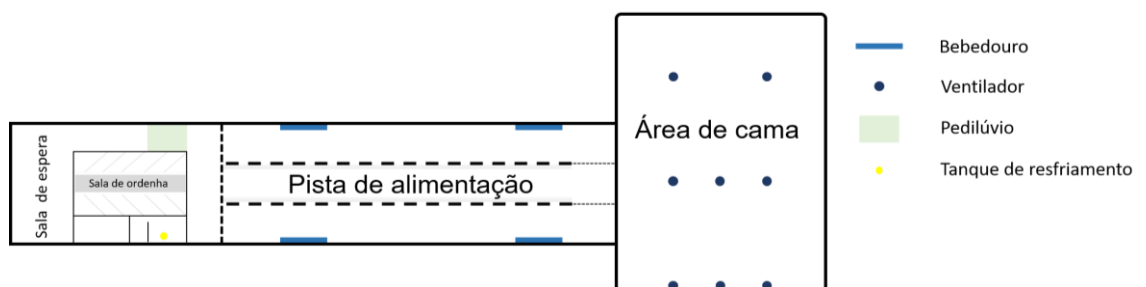 Sala de espera
Sala de ordenha
Pista de alimentação
Área de cama
Bebedouro
Ventilador
Pedilúvio
Tanque de resfriamento